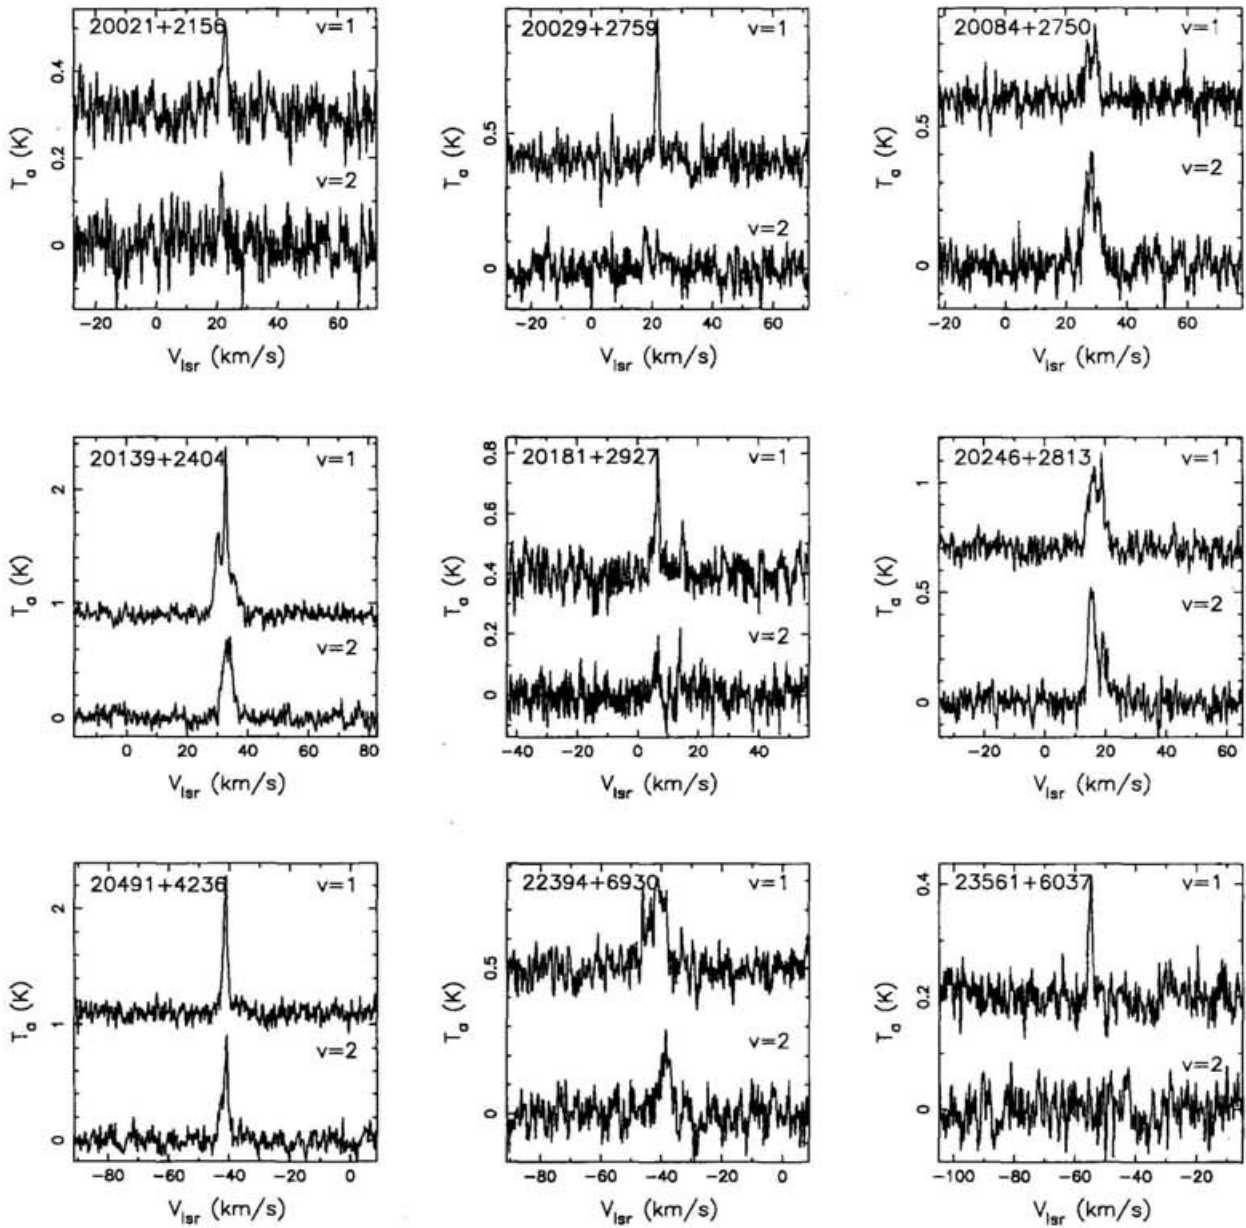 20021+2156 v=1
0.4
T_a (K)
0.2
v=2
0
−20 0 20 40 60
V_lsr (km/s)
20029+2759 v=1
0.5
T_a (K)
v=2
0
−20 0 20 40 60
V_lsr (km/s)
20084+2750 v=1
0.5
T_a (K)
v=2
0
−20 0 20 40 60
V_lsr (km/s)
20139+2404 v=1
2
T_a (K)
1
v=2
0
0 20 40 60 80
V_lsr (km/s)
20181+2927 v=1
0.8
0.6
T_a (K)
0.4
0.2
v=2
0
−40 −20 0 20 40
V_lsr (km/s)
20246+2813 v=1
1
T_a (K)
0.5
v=2
0
−20 0 20 40 60
V_lsr (km/s)
20491+4236 v=1
2
T_a (K)
1
v=2
0
−80 −60 −40 −20 0
V_lsr (km/s)
22394+6930 v=1
0.5
T_a (K)
v=2
0
−80 −60 −40 −20 0
V_lsr (km/s)
23561+6037 v=1
0.4
T_a (K)
0.2
v=2
0
−100 −80 −60 −40 −20
V_lsr (km/s)